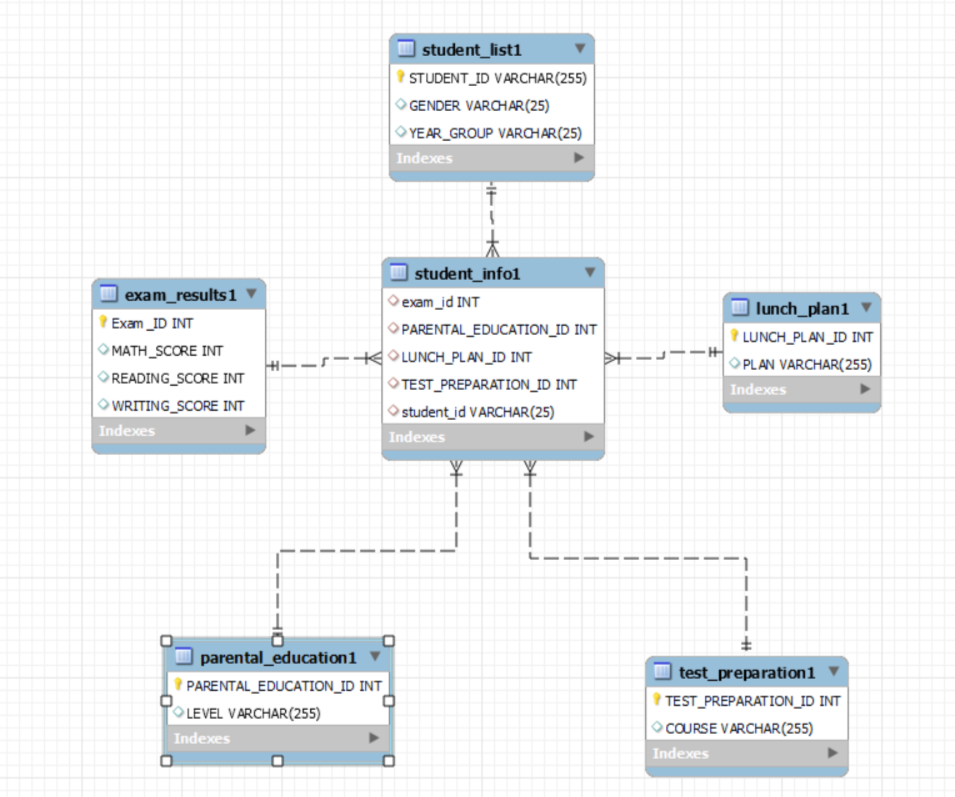 student_list1
STUDENT_ID VARCHAR(255)
GENDER VARCHAR(25)
YEAR_GROUP VARCHAR(25)
Indexes
exam_results1
Exam _ID INT
MATH_SCORE INT
READING_SCORE INT
WRITING_SCORE INT
Indexes
student_info1
exam_id INT
PARENTAL_EDUCATION_ID INT
LUNCH_PLAN_ID INT
TEST_PREPARATION_ID INT
student_id VARCHAR(25)
Indexes
lunch_plan1
LUNCH_PLAN_ID INT
PLAN VARCHAR(255)
Indexes
parental_education1
PARENTAL_EDUCATION_ID INT
LEVEL VARCHAR(255)
Indexes
test_preparation1
TEST_PREPARATION_ID INT
COURSE VARCHAR(255)
Indexes